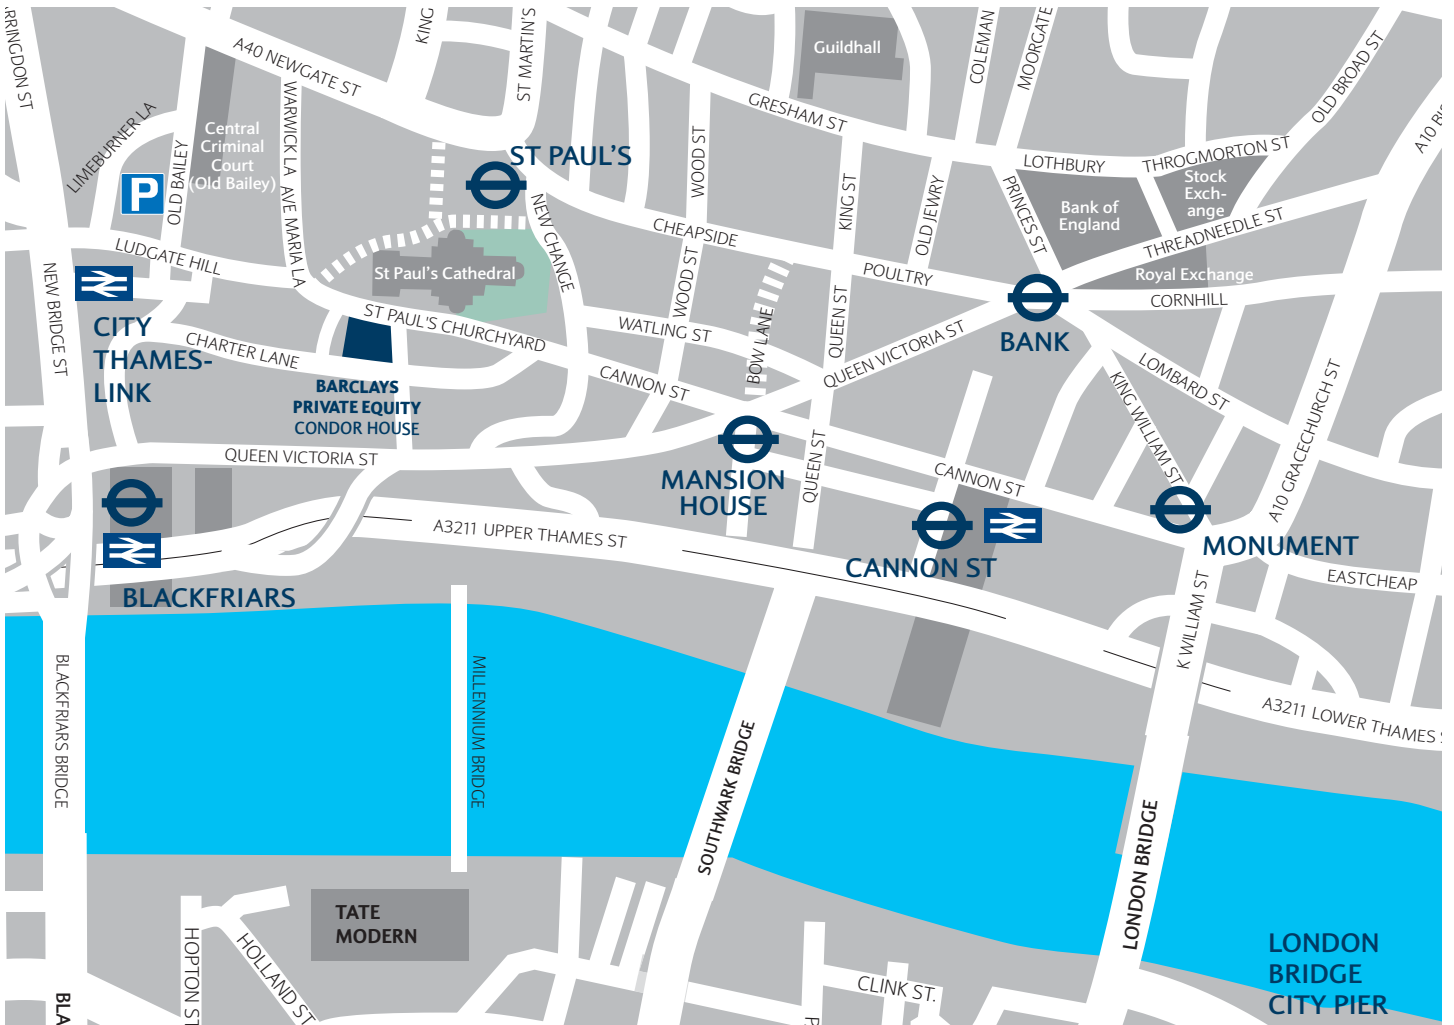 RRINGDON ST
A40 NEWGATE ST
KING
ST MARTIN'S
Guildhall
COLEMAN
MOORGATE
OLD BROAD ST
GRESHAM ST
LIMEBURNER LA
Central
Criminal
Court
(Old Bailey)
WARWICK LA
AVE MARIA LA
OLD BAILEY
P
ST PAUL'S
WOOD ST
KING ST
OLD JEWRY
LOTHBURY
THROGMORTON ST
Stock
Exch-
ange
Bank of
England
PRINCES ST
THREADNEEDLE ST
Royal Exchange
CORNHILL
NEW CHANGE
CHEAPSIDE
POULTRY
LUDGATE HILL
St Paul's Cathedral
NEW BRIDGE ST
CITY
THAMES-
LINK
ST PAUL'S CHURCHYARD
CHARTER LANE
WATLING ST
WOOD ST
BOW LANE
QUEEN ST
QUEEN VICTORIA ST
BANK
LOMBARD ST
KING WILLIAM ST
A10 GRACECHURCH ST
BARCLAYS
PRIVATE EQUITY
CONDOR HOUSE
CANNON ST
QUEEN VICTORIA ST
MANSION
HOUSE
QUEEN ST
CANNON ST
A3211 UPPER THAMES ST
CANNON ST
MONUMENT
EASTCHEAP
BLACKFRIARS
K WILLIAM ST
A3211 LOWER THAMES
BLACKFRIARS BRIDGE
MILLENNIUM BRIDGE
SOUTHWARK BRIDGE
LONDON BRIDGE
TATE
MODERN
HOPTON ST
HOLLAND ST
CLINK ST.
LONDON
BRIDGE
CITY PIER
BLA